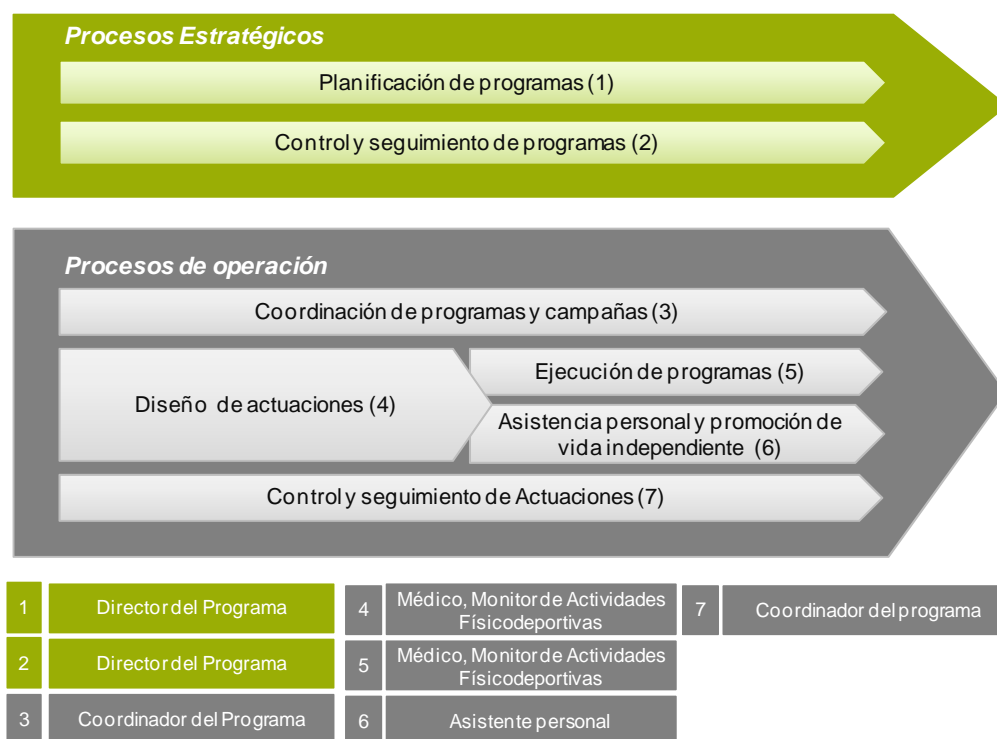 Procesos Estratégicos
Planificación de programas (1)
Control y seguimiento de programas (2)
Procesos de operación
Coordinación de programas y campañas (3)
Diseño de actuaciones (4)
Ejecución de programas (5)
Asistencia personal y promoción de
vida independiente (6)
Control y seguimiento de Actuaciones (7)
1 Director del Programa
2 Director del Programa
3 Coordinador del Programa
4 Médico, Monitor de Actividades
Físicodeportivas
5 Médico, Monitor de Actividades
Físicodeportivas
6 Asistente personal
7 Coordinador del programa